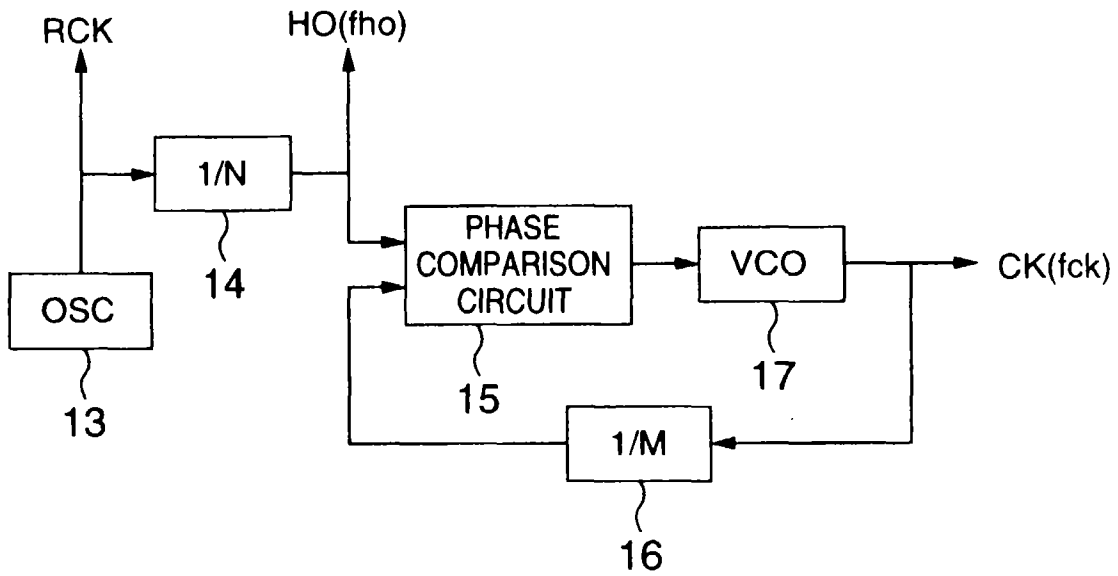 RCK
HO(fho)
1/N
14
PHASE
COMPARISON
CIRCUIT
15
VCO
17
CK(fck)
OSC
13
1/M
16